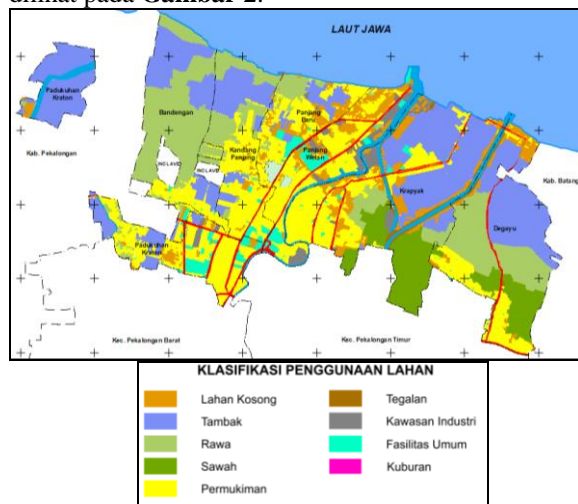 dilihat pada Gambar 2.
LAUT JAWA
Padukuhan
Kraton
Bandengan
Panjang
Baru
Kandang
Panjang
Panjang
Wetan
Kab. Pekalongan
INCLAVE
INCLAVE
Krapyak
Kab. Batang
Degayu
Padukuhan
Kraton
Kec. Pekalongan Barat
Kec. Pekalongan Timur
KLASIFIKASI PENGGUNAAN LAHAN
Lahan Kosong
Tegalan
Tambak
Kawasan Industri
Rawa
Fasilitas Umum
Sawah
Kuburan
Permukiman